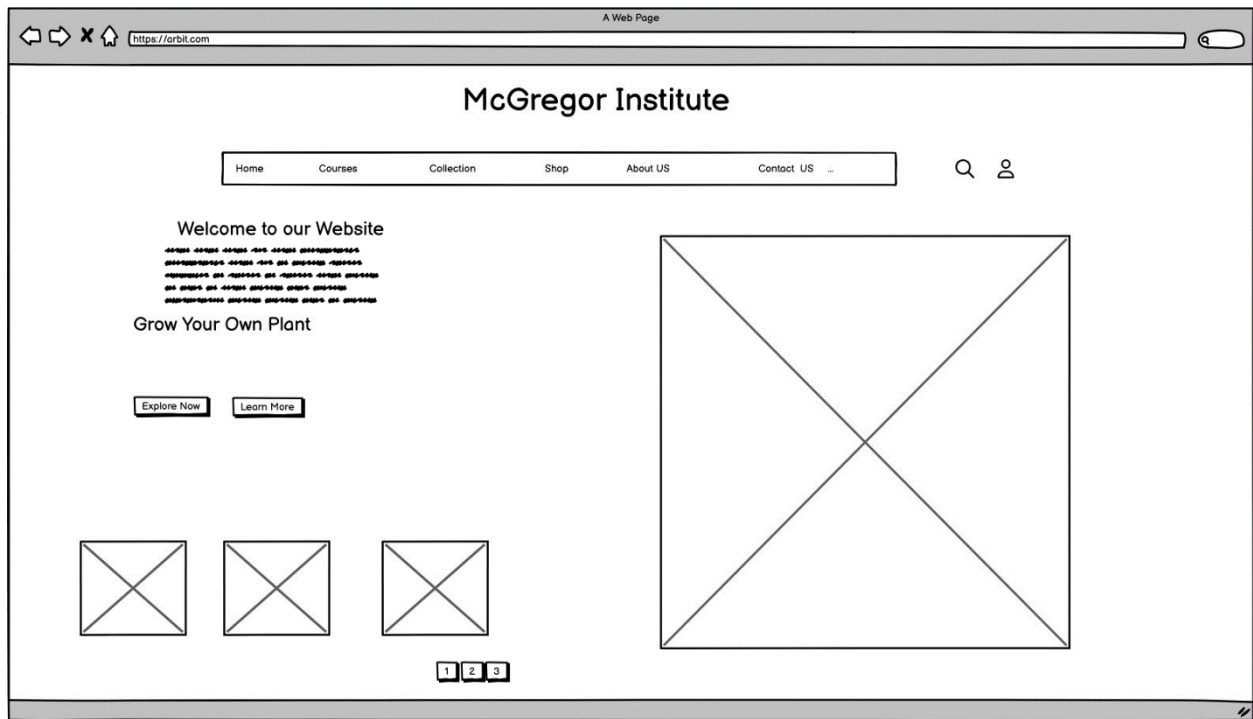 A Web Page
https://orbit.com
McGregor Institute
Home Courses Collection Shop About US Contact US ...
Welcome to our Website
Grow Your Own Plant
Explore Now Learn More
1 2 3